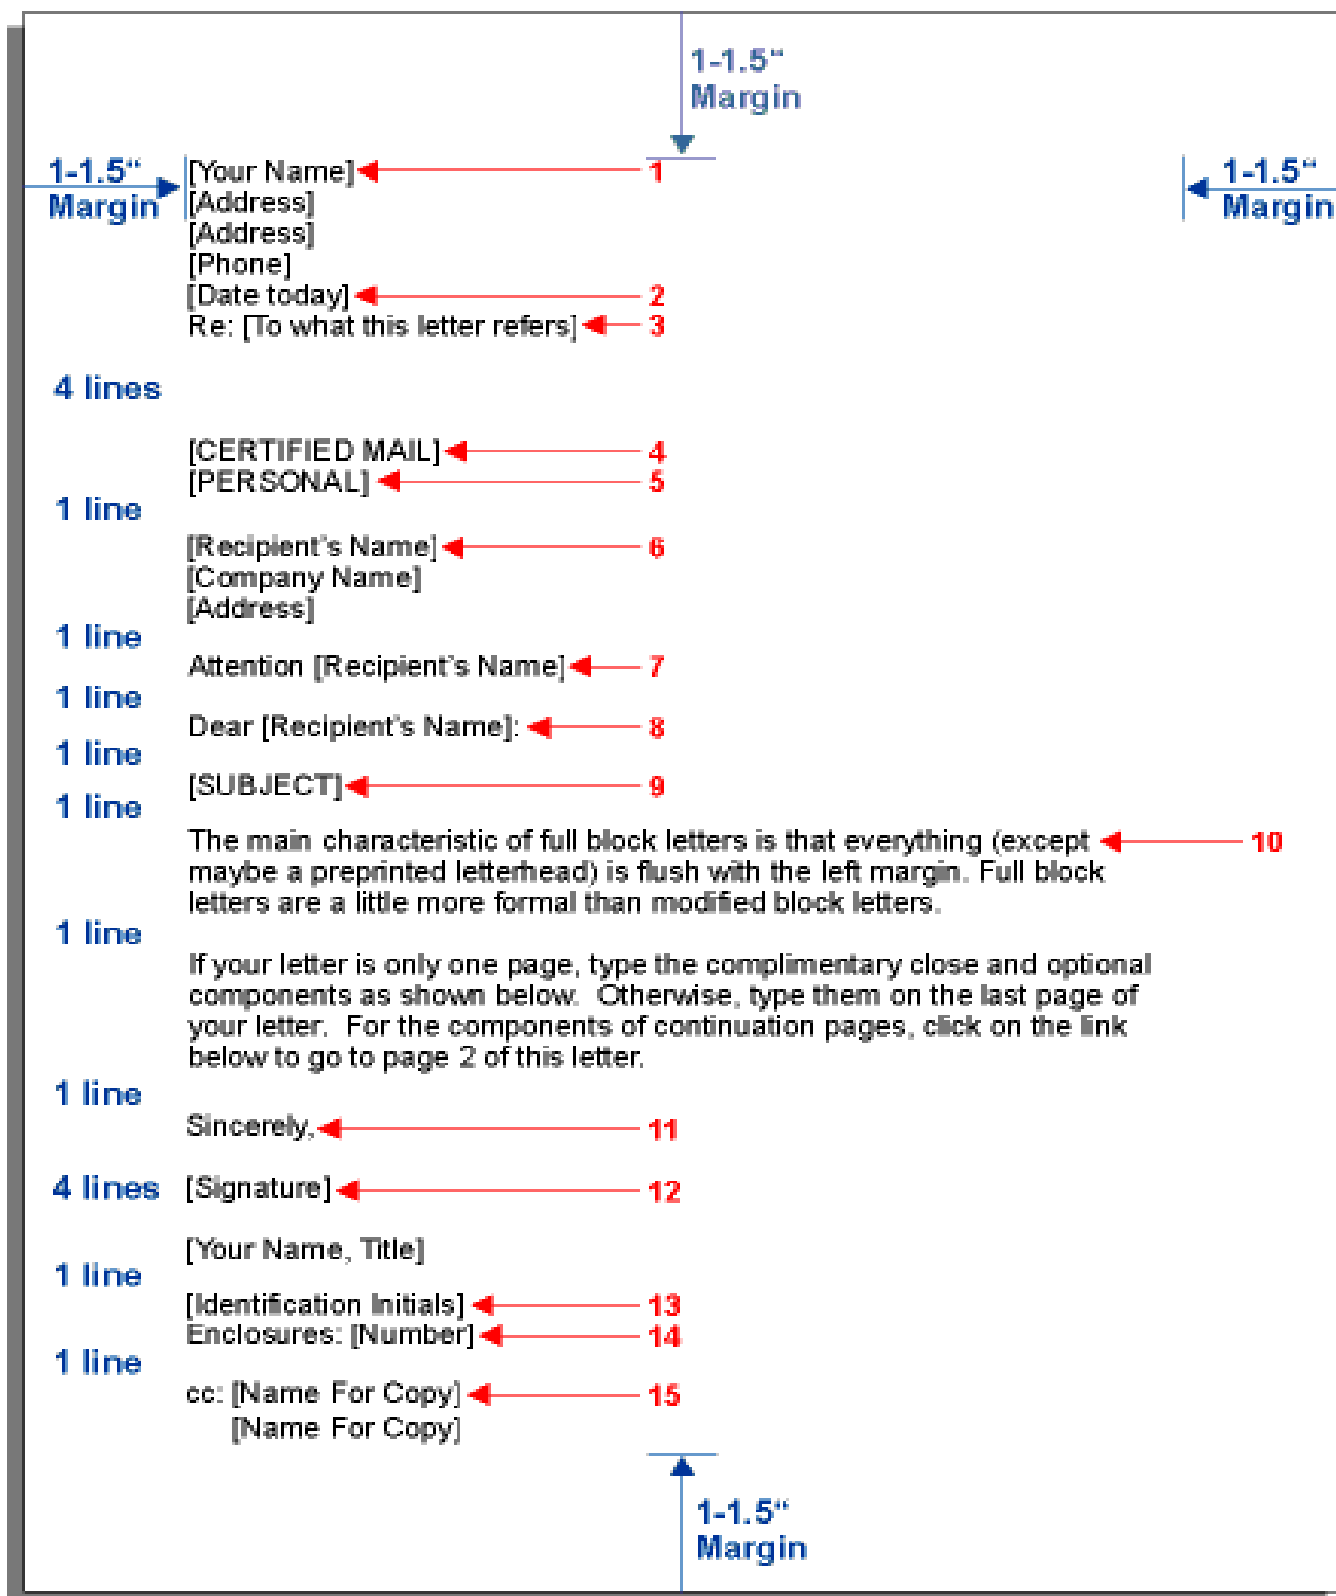 1-1.5“
Margin
1-1.5“
Margin
[Your Name] 1
1-1.5“
Margin
[Address]
[Address]
[Phone]
[Date today] 2
Re: [To what this letter refers] 3
4 lines
[CERTIFIED MAIL] 4
[PERSONAL] 5
1 line
[Recipient's Name] 6
[Company Name]
[Address]
1 line
Attention [Recipient's Name] 7
1 line
Dear [Recipient's Name]: 8
1 line
[SUBJECT] 9
1 line
The main characteristic of full block letters is that everything (except 10
maybe a preprinted letterhead) is flush with the left margin. Full block
letters are a little more formal than modified block letters.
1 line
If your letter is only one page, type the complimentary close and optional
components as shown below. Otherwise, type them on the last page of
your letter. For the components of continuation pages, click on the link
below to go to page 2 of this letter.
1 line
Sincerely, 11
4 lines [Signature] 12
[Your Name, Title]
1 line
[Identification Initials] 13
Enclosures: [Number] 14
1 line
cc: [Name For Copy] 15
[Name For Copy]
1-1.5“
Margin